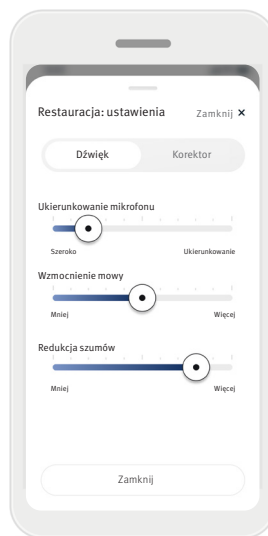 Restauracja: ustawienia Zamknij ×
Dźwięk Korektor
Ukierunkowanie mikrofonu
Szeroko Ukierunkowanie
Wzmocnienie mowy
Mniej Więcej
Redukcja szumów
Mniej Więcej
Zamknij